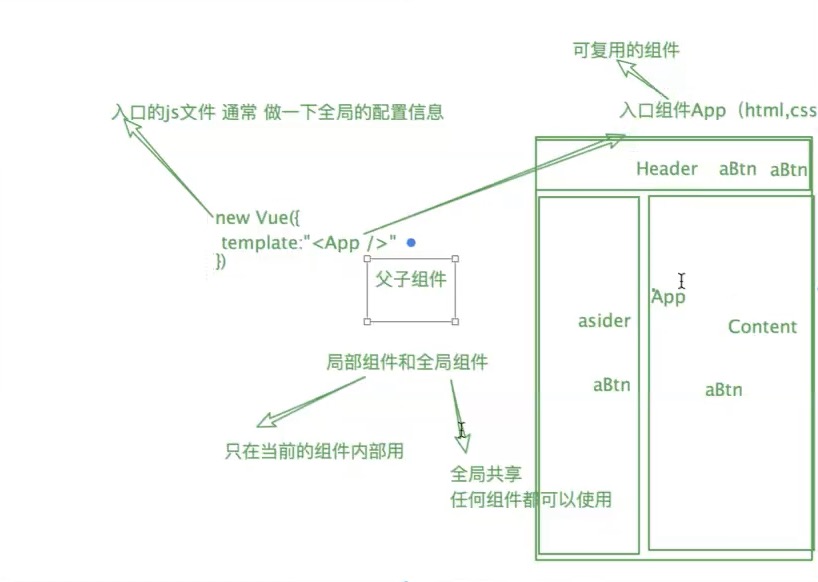 可复用的组件
入口的js文件 通常 做一下全局的配置信息
入口组件App（html,css
Header aBtn aBtn
new Vue({
template:"<App />"
})
父子组件
App
asider
Content
局部组件和全局组件
aBtn
aBtn
只在当前的组件内部用
全局共享
任何组件都可以使用